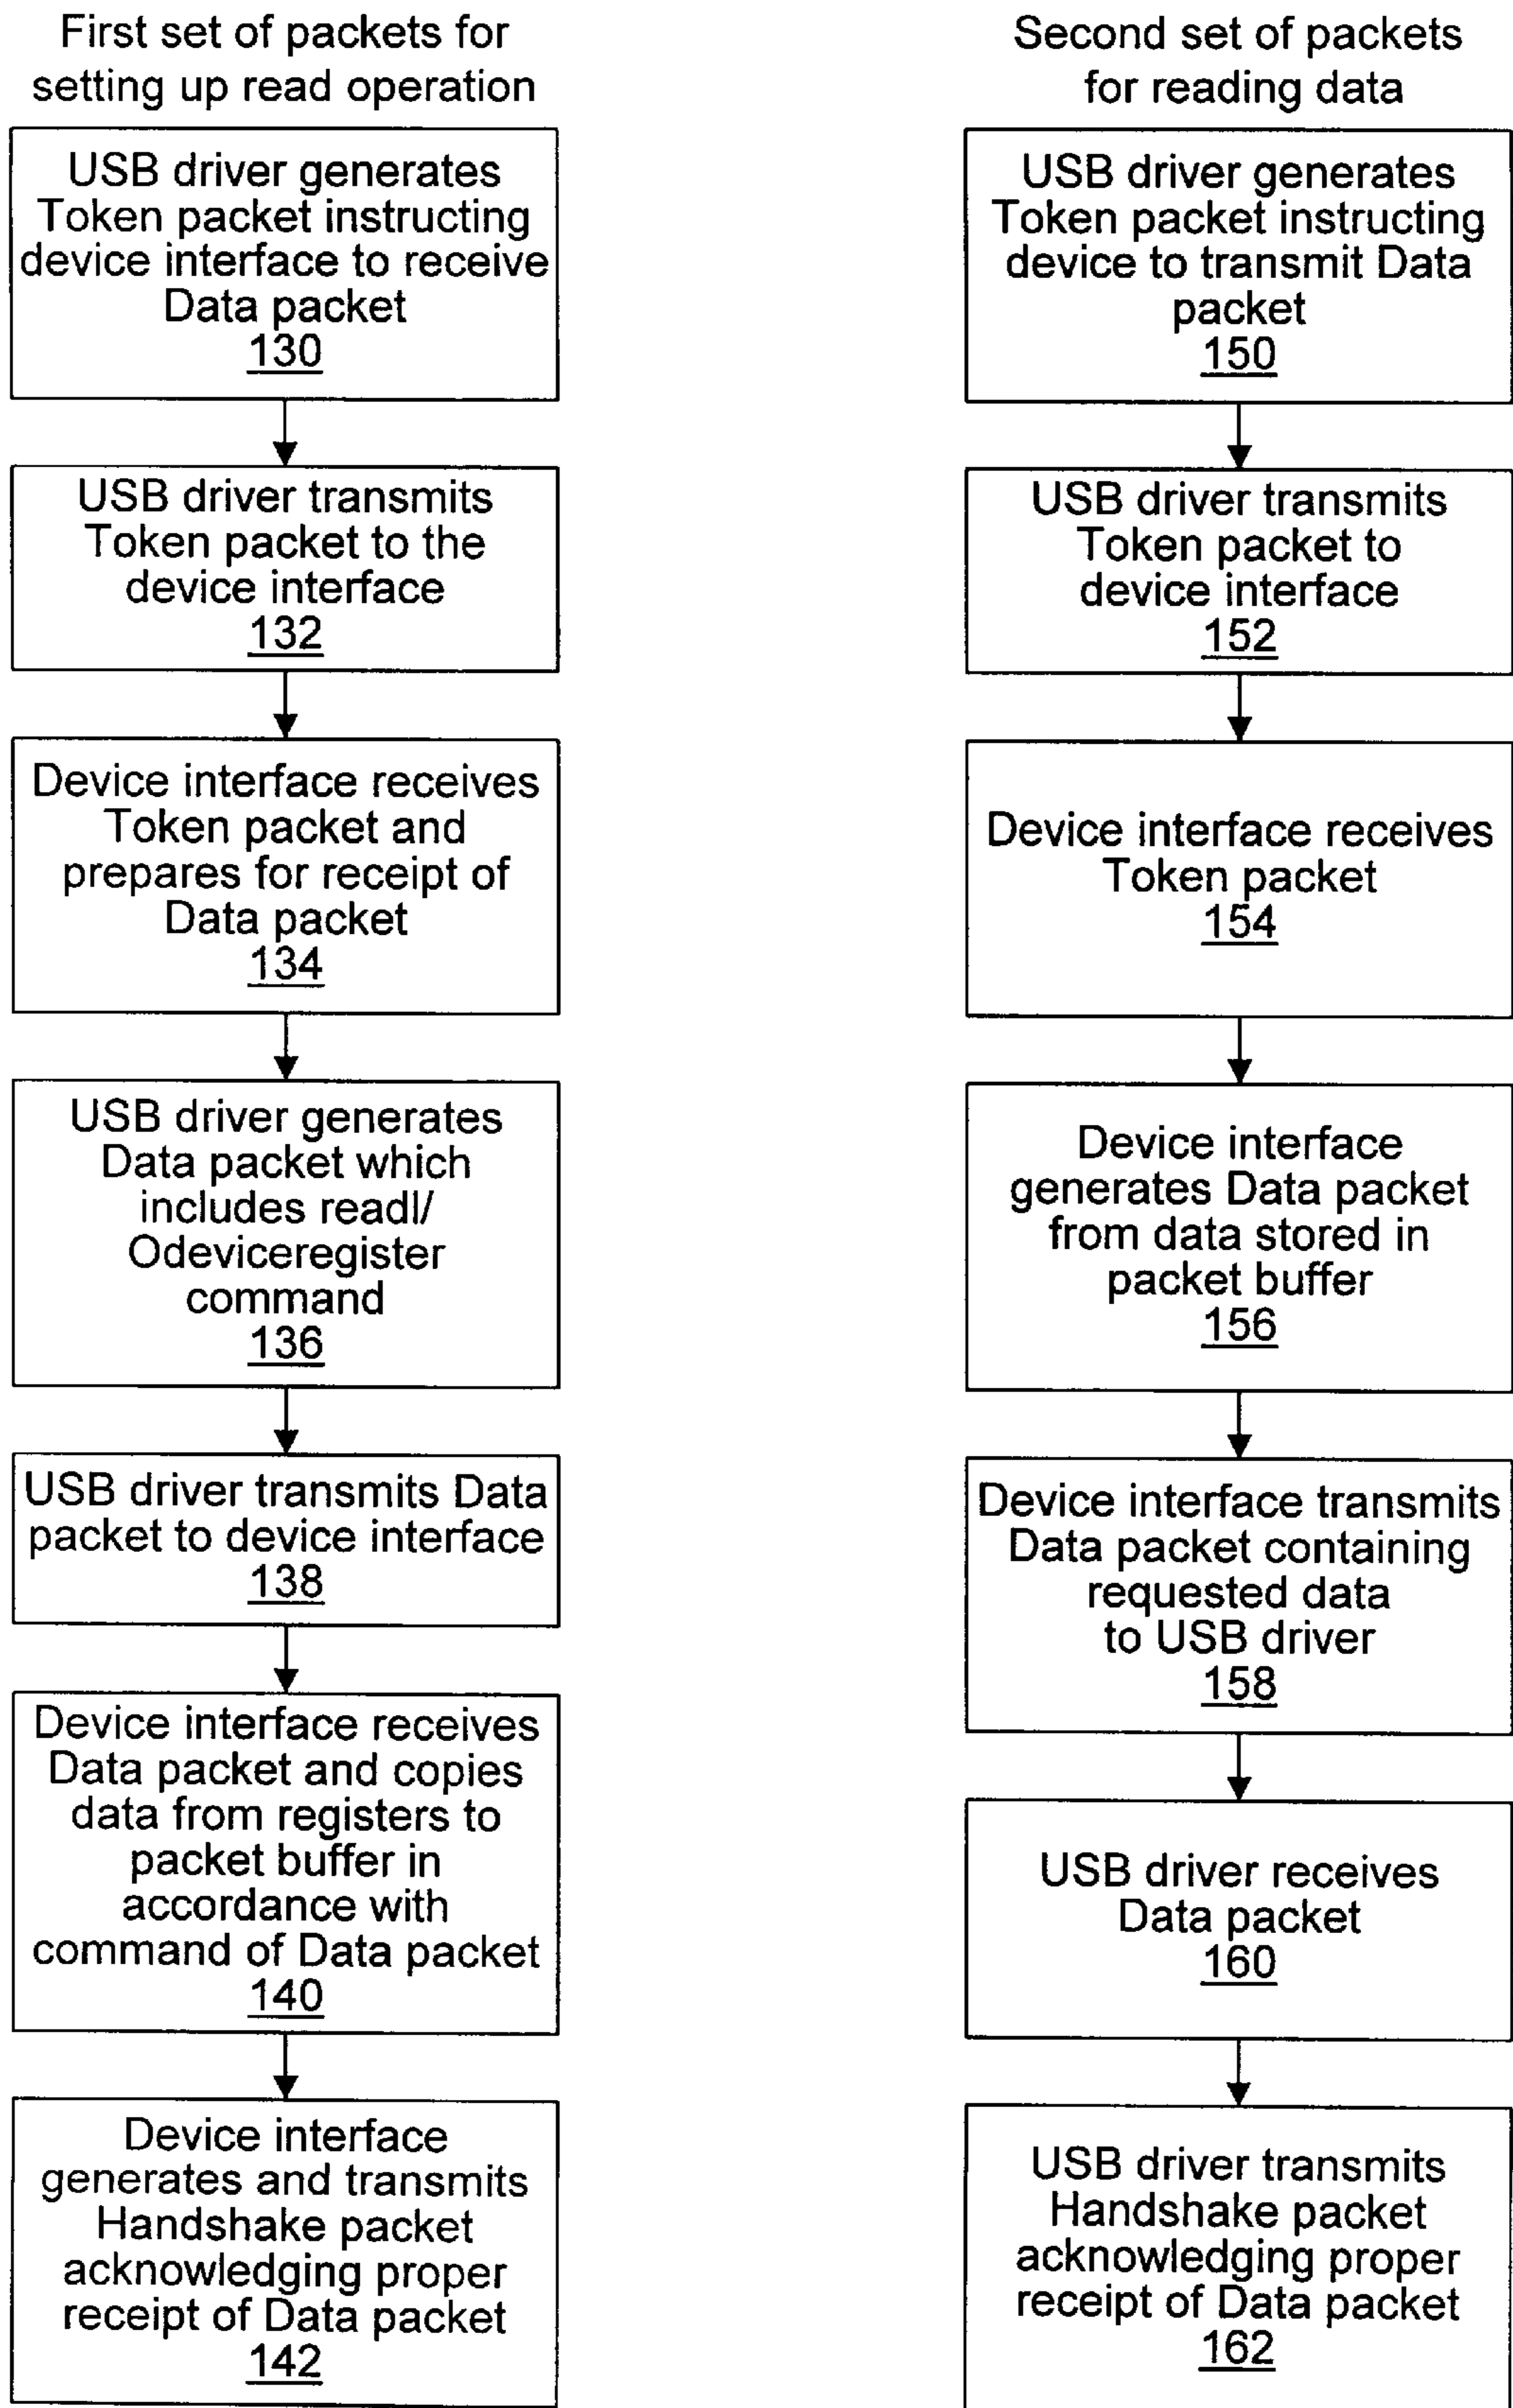 First set of packets for
setting up read operation
USB driver generates
Token packet instructing
device interface to receive
Data packet
130
USB driver transmits
Token packet to the
device interface
132
Device interface receives
Token packet and
prepares for receipt of
Data packet
134
USB driver generates
Data packet which
includes readI/
Odeviceregister
command
136
USB driver transmits Data
packet to device interface
138
Device interface receives
Data packet and copies
data from registers to
packet buffer in
accordance with
command of Data packet
140
Device interface
generates and transmits
Handshake packet
acknowledging proper
receipt of Data packet
142
Second set of packets
for reading data
USB driver generates
Token packet instructing
device to transmit Data
packet
150
USB driver transmits
Token packet to
device interface
152
Device interface receives
Token packet
154
Device interface
generates Data packet
from data stored in
packet buffer
156
Device interface transmits
Data packet containing
requested data
to USB driver
158
USB driver receives
Data packet
160
USB driver transmits
Handshake packet
acknowledging proper
receipt of Data packet
162